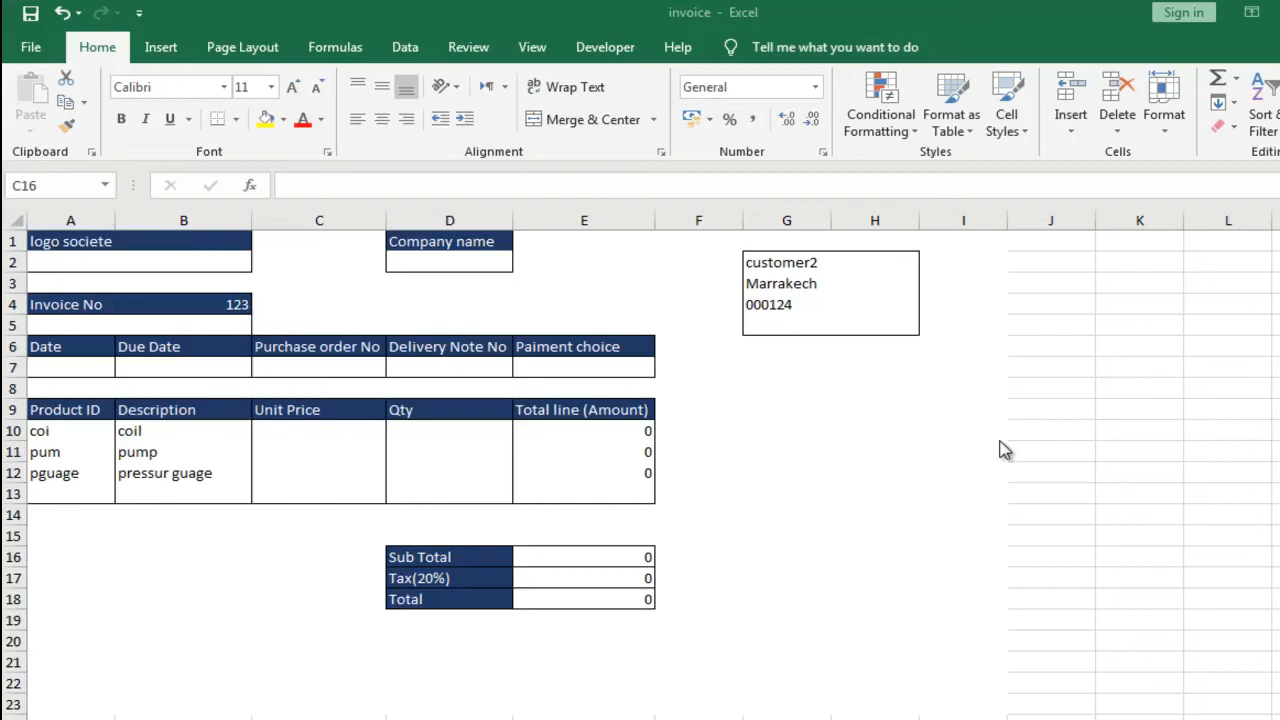 invoice - Excel
Sign in
File Home Insert Page Layout Formulas Data Review View Developer Help Tell me what you want to do
Calibri 11 Wrap Text General
Paste Merge & Center Conditional Formatting Format as Table Cell Styles Insert Delete Format Sort & Filter
Clipboard Font Alignment Number Styles Cells
C16 fx
A B C D E F G H I J K L
1 logo societe Company name
2 customer2
3 Marrakech
4 Invoice No 123 000124
5
6 Date Due Date Purchase order No Delivery Note No Paiment choice
7
8
9 Product ID Description Unit Price Qty Total line (Amount)
10 coi coil 0
11 pum pump 0
12 pguage pressur guage 0
13
14
15
16 Sub Total 0
17 Tax(20%) 0
18 Total 0
19
20
21
22
23